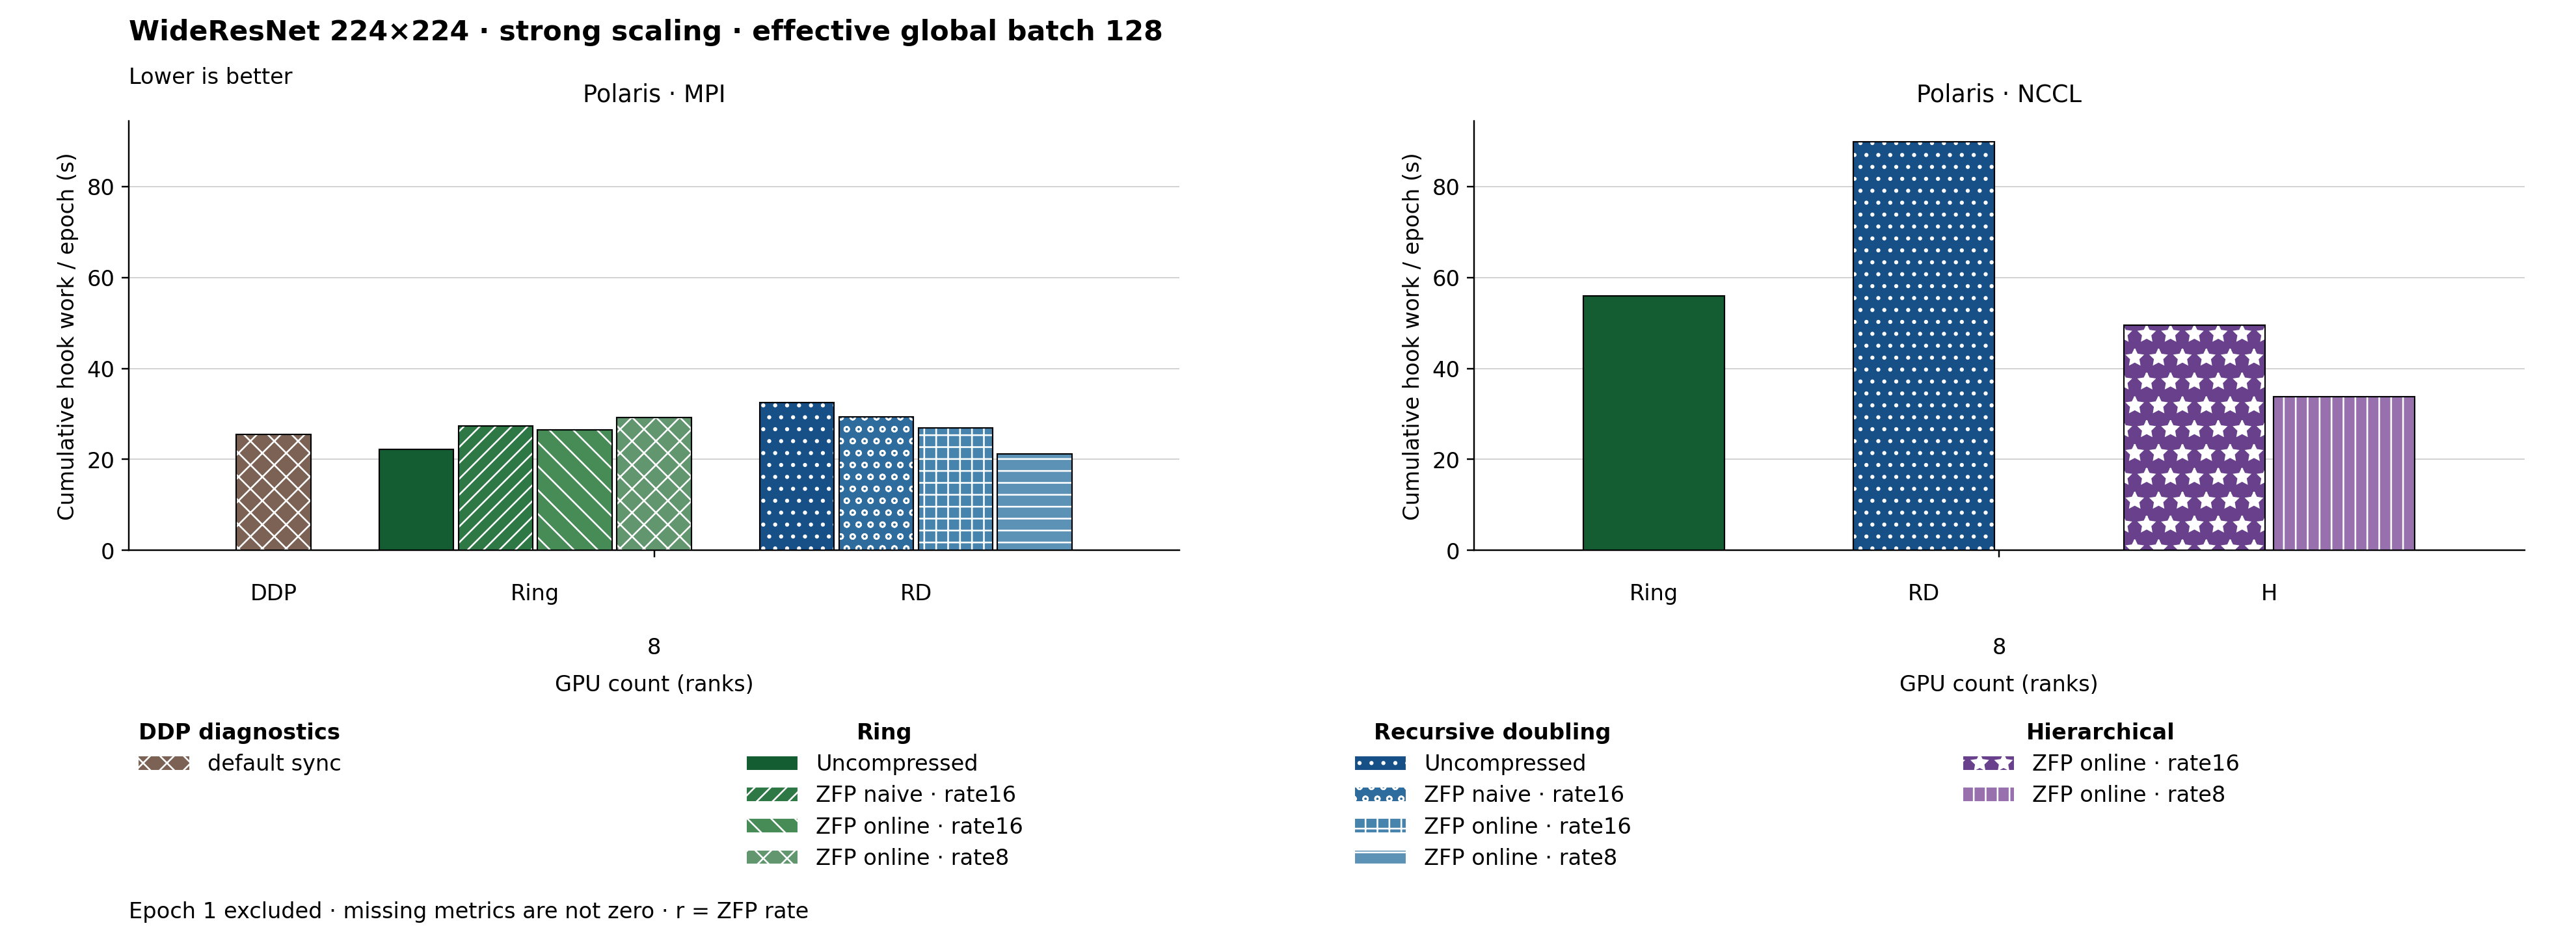 WideResNet 224×224 · strong scaling · effective global batch 128
Lower is better
Polaris · MPI
Cumulative hook work / epoch (s)
80
60
40
20
0
DDP Ring RD
8
GPU count (ranks)
Polaris · NCCL
Cumulative hook work / epoch (s)
80
60
40
20
0
Ring RD H
8
GPU count (ranks)
DDP diagnostics
default sync
Ring
Uncompressed
ZFP naive · rate16
ZFP online · rate16
ZFP online · rate8
Recursive doubling
Uncompressed
ZFP naive · rate16
ZFP online · rate16
ZFP online · rate8
Hierarchical
ZFP online · rate16
ZFP online · rate8
Epoch 1 excluded · missing metrics are not zero · r = ZFP rate